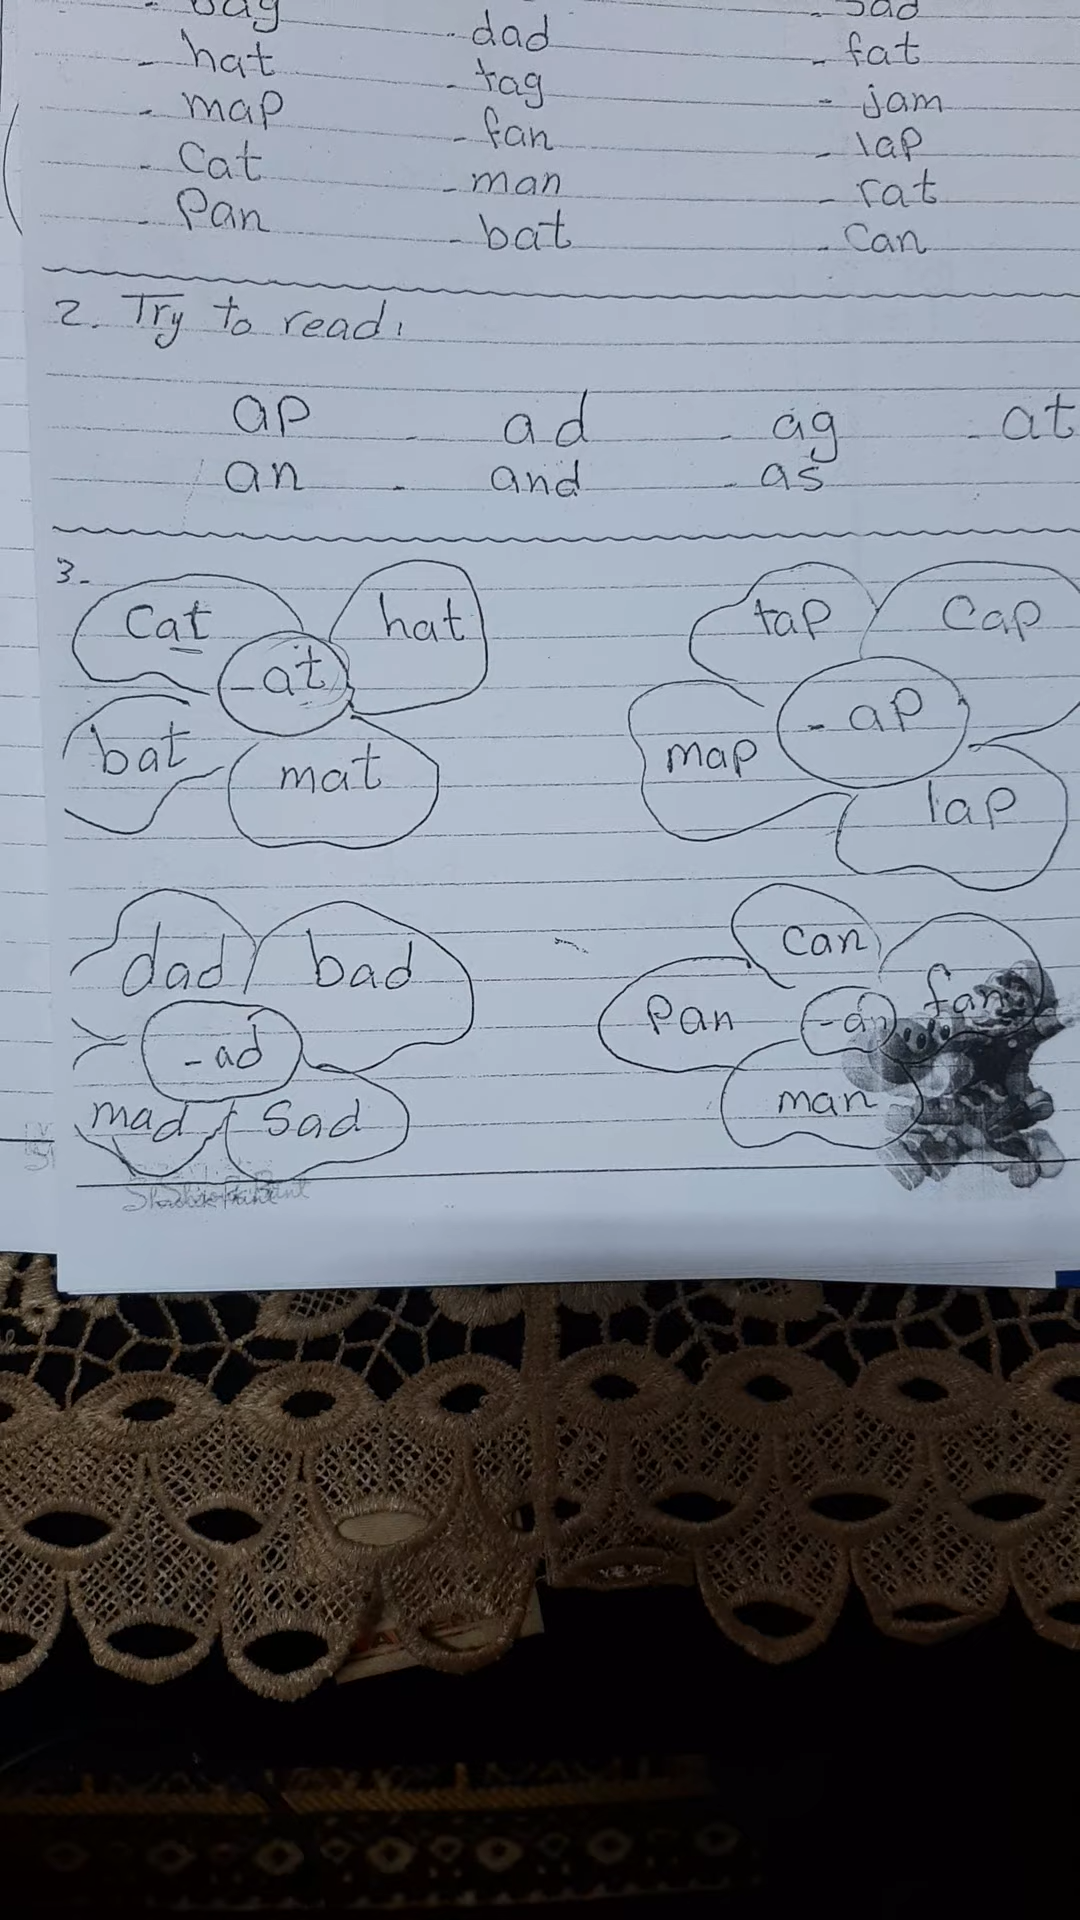 - bag - sad
- hat - dad - fat
- map - tag - jam
- Cat - fan - lap
- Pan - man - rat
- bat - can
2. Try to read:
ap - ad - ag - at
an - and - as
3-
Cat hat
-at
bat mat
tap Cap
-ap
map lap
dad bad
-ad
mad Sad
can
Pan -an fan
man